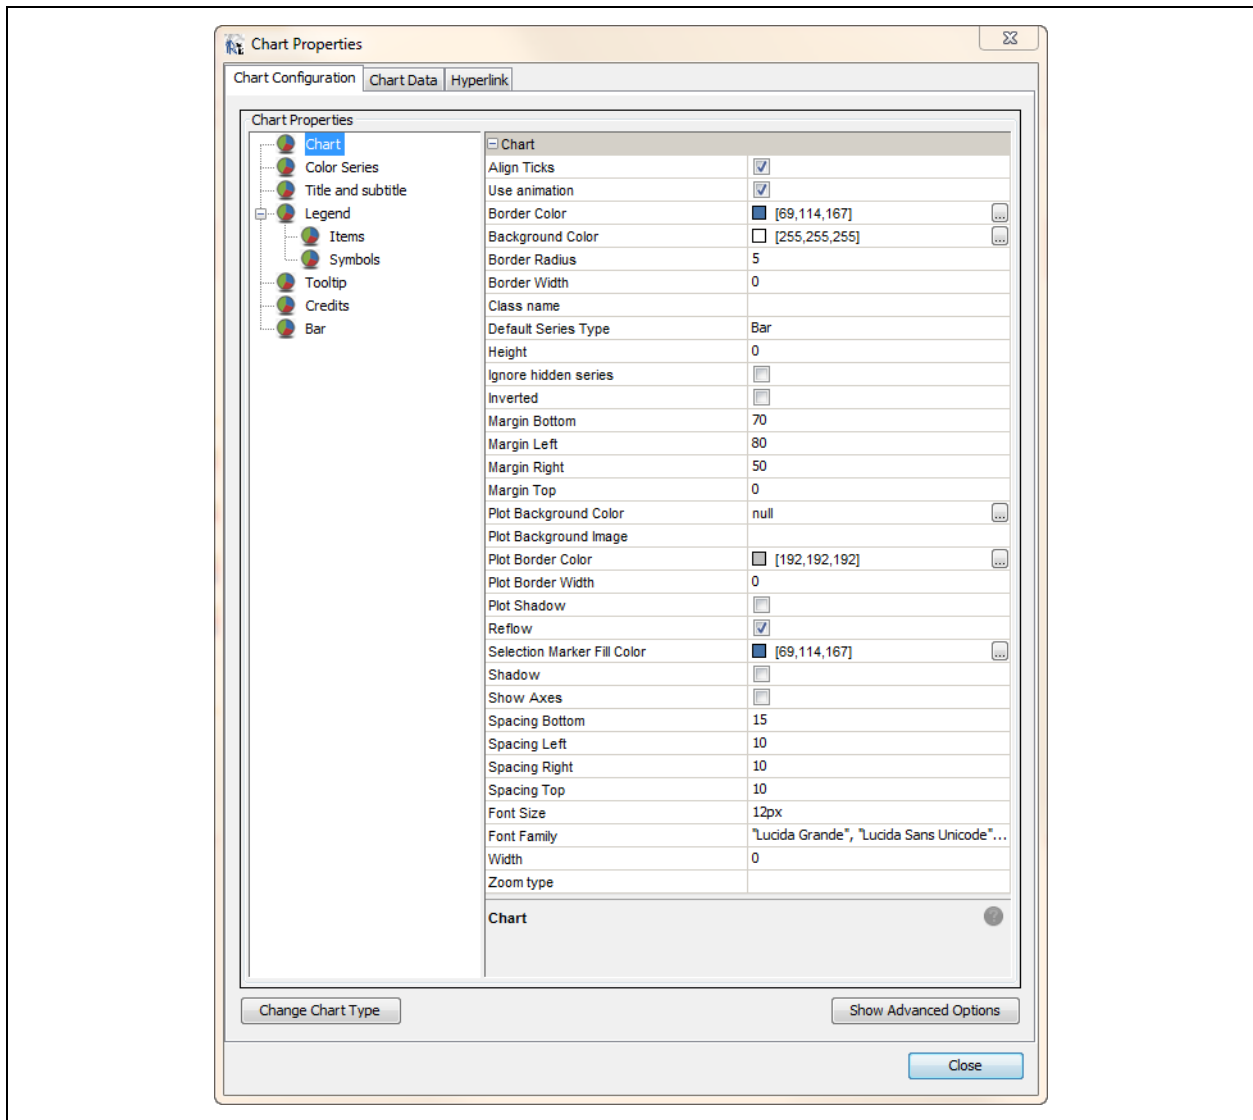 Chart Properties
Chart Configuration Chart Data Hyperlink
Chart Properties
Chart
Color Series
Title and subtitle
Legend
Items
Symbols
Tooltip
Credits
Bar
Chart
Align Ticks
Use animation
Border Color [69,114,167] ...
Background Color [255,255,255] ...
Border Radius 5
Border Width 0
Class name
Default Series Type Bar
Height 0
Ignore hidden series
Inverted
Margin Bottom 70
Margin Left 80
Margin Right 50
Margin Top 0
Plot Background Color null ...
Plot Background Image
Plot Border Color [192,192,192] ...
Plot Border Width 0
Plot Shadow
Reflow
Selection Marker Fill Color [69,114,167] ...
Shadow
Show Axes
Spacing Bottom 15
Spacing Left 10
Spacing Right 10
Spacing Top 10
Font Size 12px
Font Family "Lucida Grande", "Lucida Sans Unicode"...
Width 0
Zoom type
Chart ?
Change Chart Type Show Advanced Options
Close